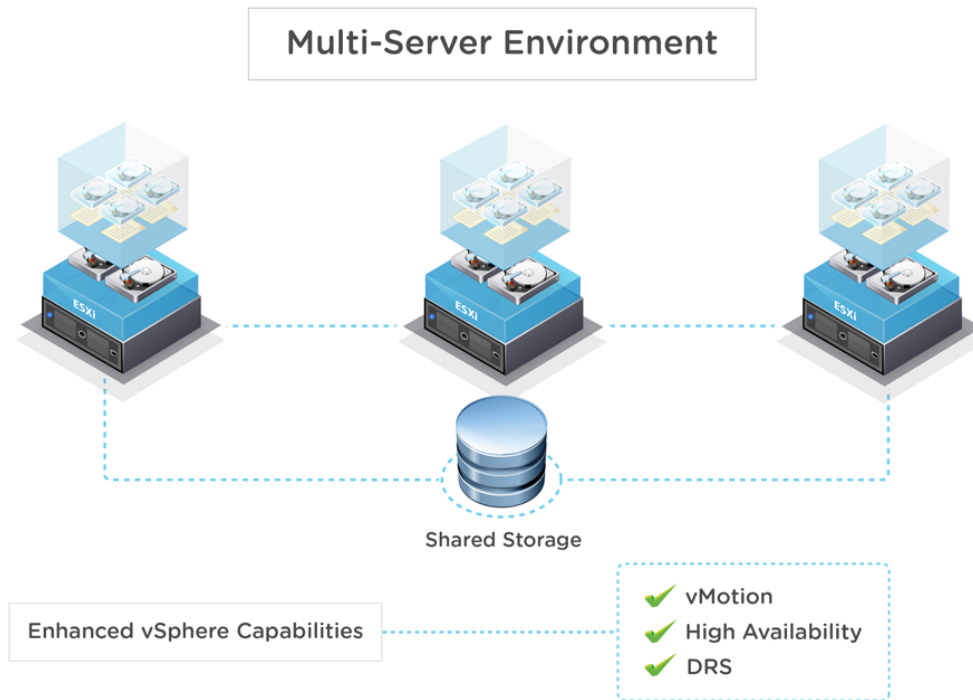 Multi-Server Environment
ESXi
ESXi
ESXi
Shared Storage
Enhanced vSphere Capabilities
vMotion
High Availability
DRS